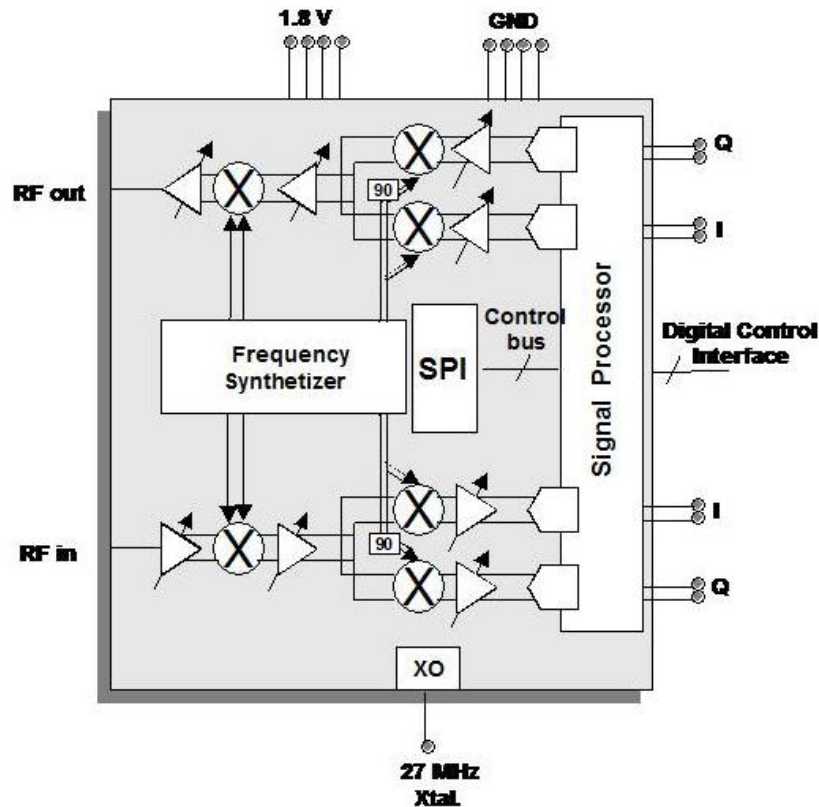 1.8 V
GND
Q
RF out
90
I
Frequency
Synthetizer
SPI
Control
bus
Signal Processor
Digital Control
Interface
I
RF in
90
Q
XO
27 MHz
Xtal.